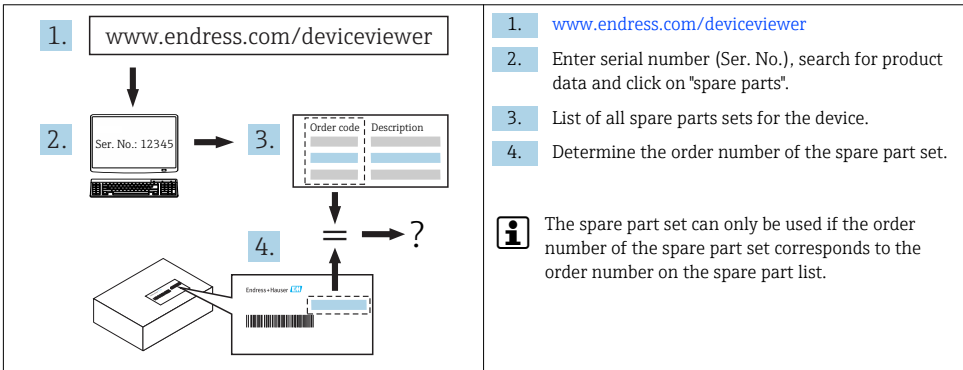 1.
www.endress.com/deviceviewer
2.
Ser. No.: 12345
3.
Order code
Description
4.
= ?
Endress+Hauser EH
1. www.endress.com/deviceviewer
2. Enter serial number (Ser. No.), search for product
data and click on "spare parts".
3. List of all spare parts sets for the device.
4. Determine the order number of the spare part set.
i
The spare part set can only be used if the order
number of the spare part set corresponds to the
order number on the spare part list.